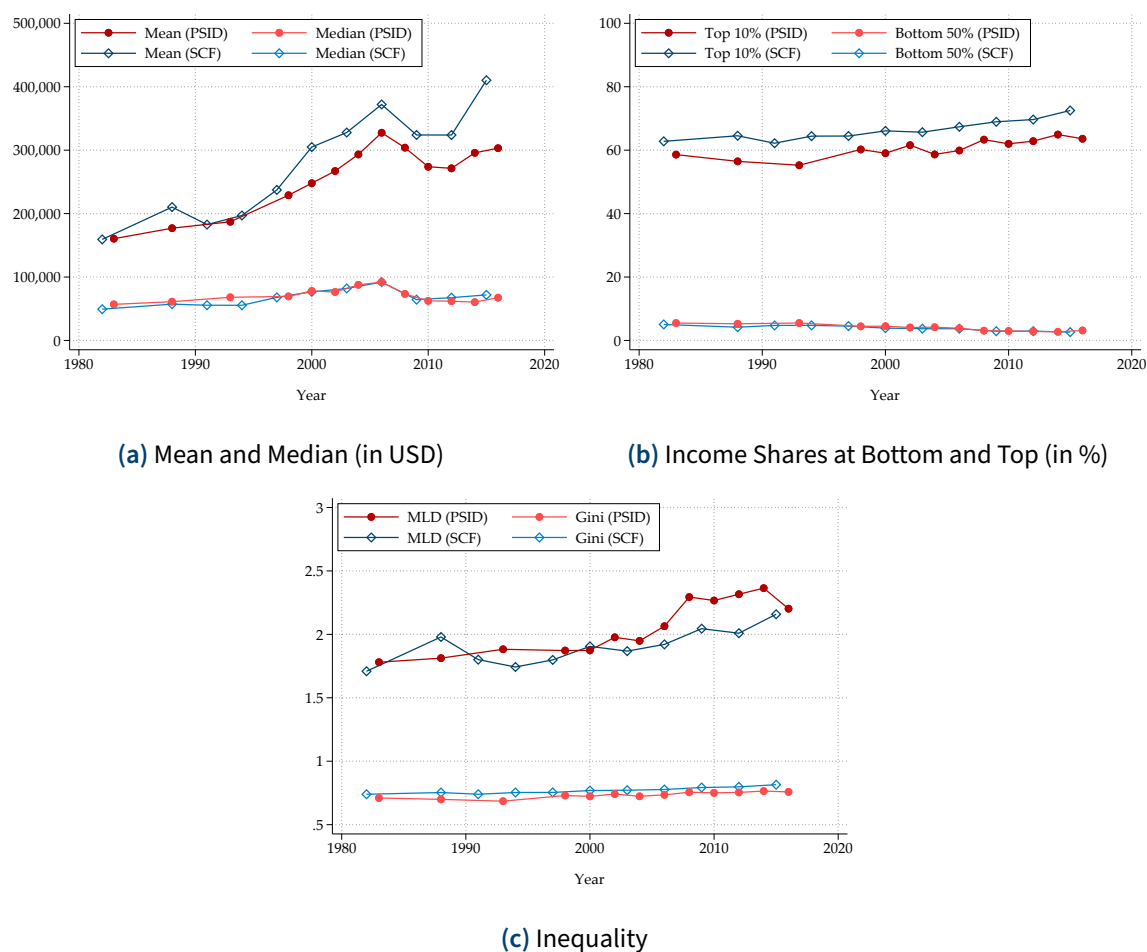 Mean (PSID) Median (PSID)
Mean (SCF) Median (SCF)
500,000
400,000
300,000
200,000
100,000
0
1980 1990 2000 2010 2020
Year
(a) Mean and Median (in USD)
Top 10% (PSID) Bottom 50% (PSID)
Top 10% (SCF) Bottom 50% (SCF)
100
80
60
40
20
0
1980 1990 2000 2010 2020
Year
(b) Income Shares at Bottom and Top (in %)
MLD (PSID) Gini (PSID)
MLD (SCF) Gini (SCF)
3
2.5
2
1.5
1
.5
1980 1990 2000 2010 2020
Year
(c) Inequality